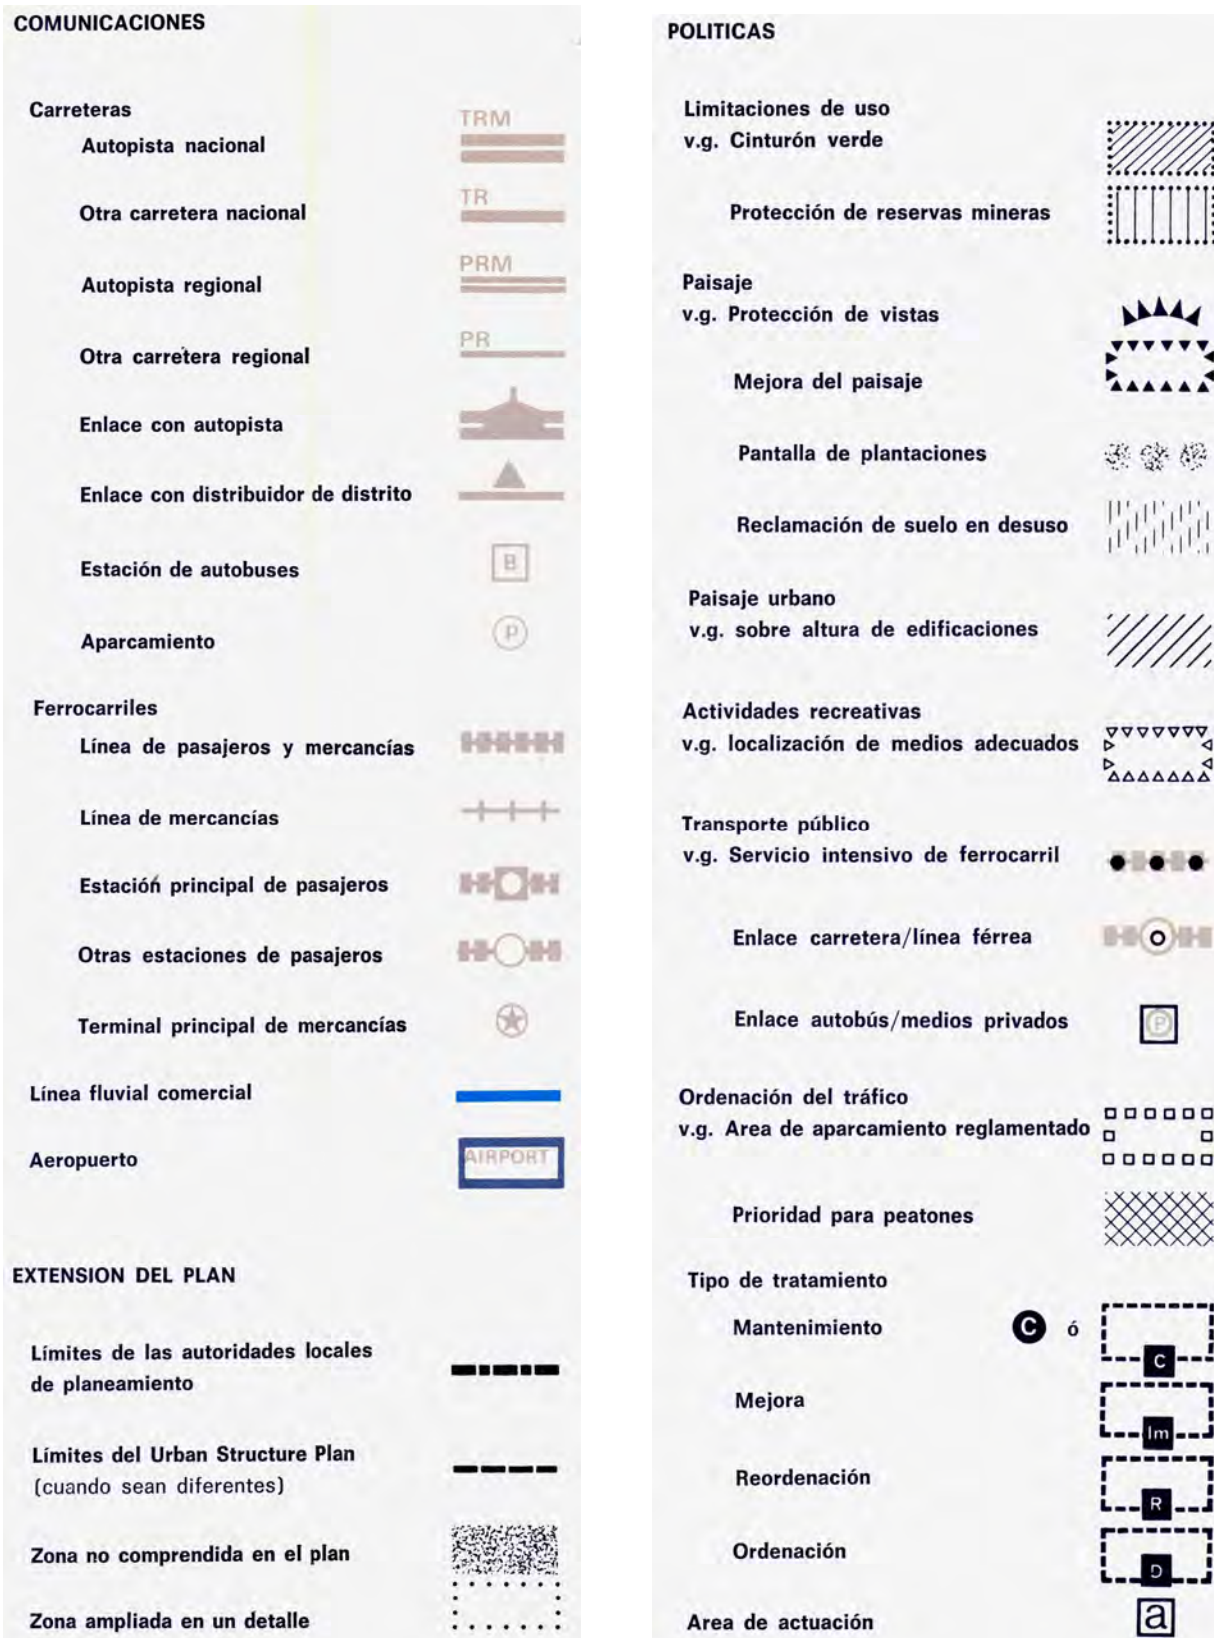 COMUNICACIONES
Carreteras
TRM
Autopista nacional
TR
Otra carretera nacional
PRM
Autopista regional
PR
Otra carretera regional
Enlace con autopista
Enlace con distribuidor de distrito
Estación de autobuses
B
Aparcamiento
P
Ferrocarriles
Línea de pasajeros y mercancías
Línea de mercancías
Estación principal de pasajeros
Otras estaciones de pasajeros
Terminal principal de mercancías
Línea fluvial comercial
Aeropuerto
AIRPORT
EXTENSION DEL PLAN
Límites de las autoridades locales
de planeamiento
Límites del Urban Structure Plan
(cuando sean diferentes)
Zona no comprendida en el plan
Zona ampliada en un detalle
POLITICAS
Limitaciones de uso
v.g. Cinturón verde
Protección de reservas mineras
Paisaje
v.g. Protección de vistas
Mejora del paisaje
Pantalla de plantaciones
Reclamación de suelo en desuso
Paisaje urbano
v.g. sobre altura de edificaciones
Actividades recreativas
v.g. localización de medios adecuados
Transporte público
v.g. Servicio intensivo de ferrocarril
Enlace carretera/línea férrea
Enlace autobús/medios privados
P
Ordenación del tráfico
v.g. Area de aparcamiento reglamentado
Prioridad para peatones
Tipo de tratamiento
Mantenimiento C ó C
Mejora Im
Reordenación R
Ordenación D
Area de actuación a